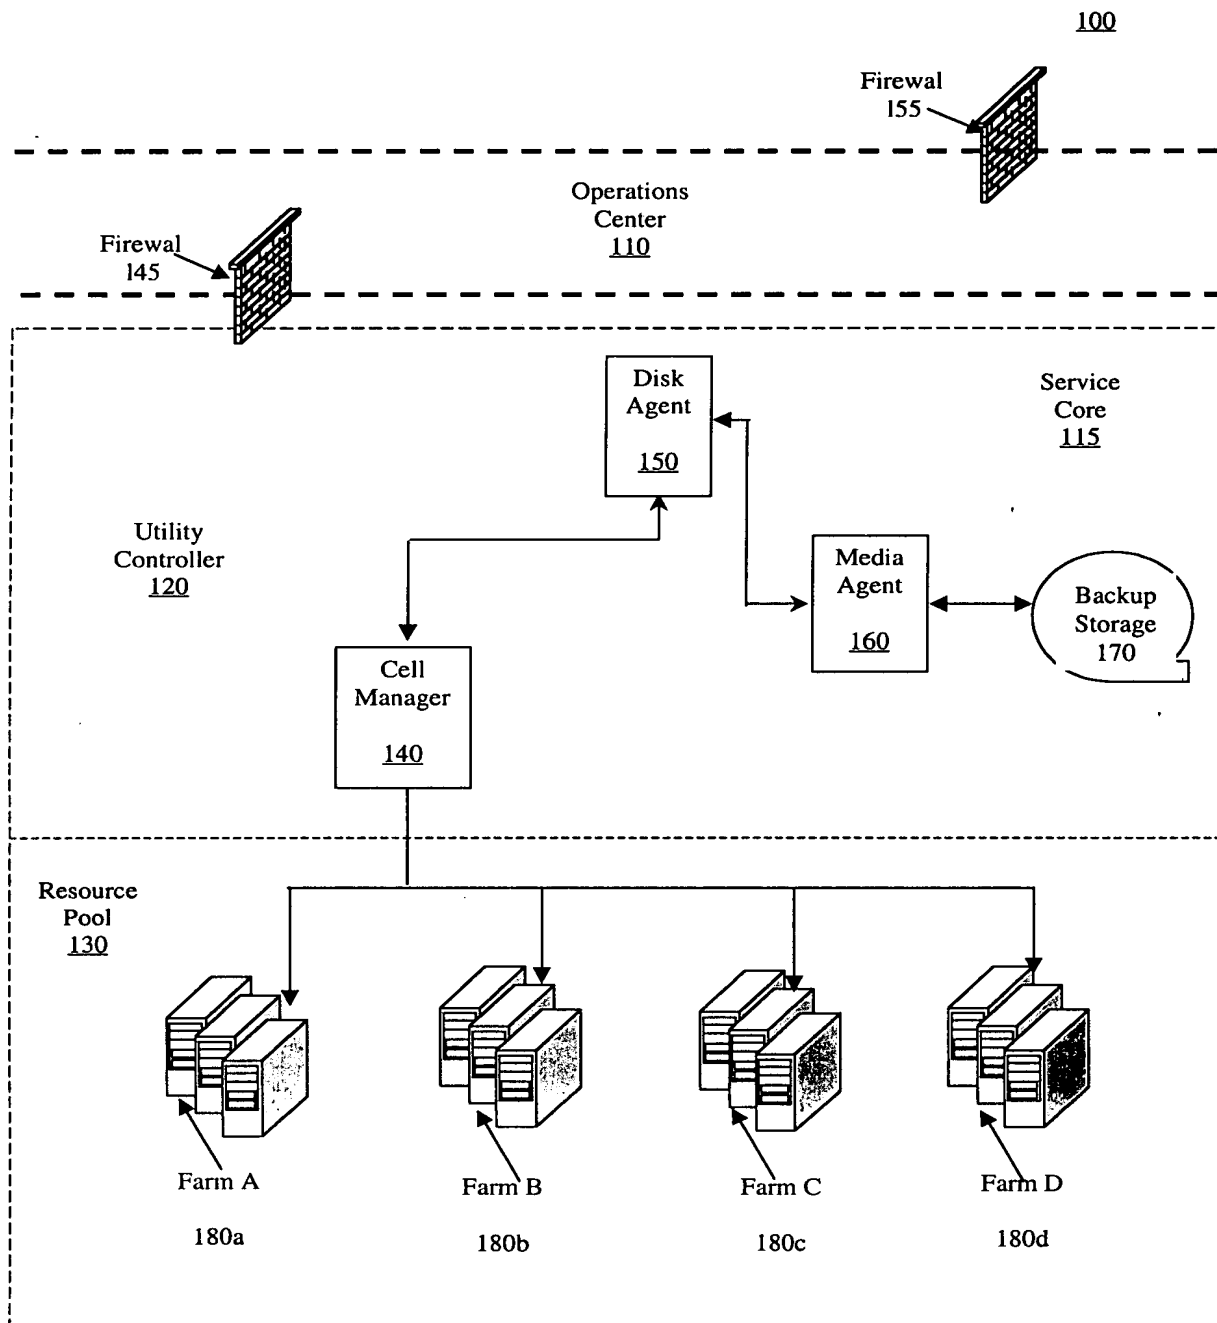 100
Firewal
155
Operations
Center
110
Firewal
145
Disk
Agent
150
Service
Core
115
Utility
Controller
120
Media
Agent
160
Backup
Storage
170
Cell
Manager
140
Resource
Pool
130
Farm A
Farm B
Farm C
Farm D
180a
180b
180c
180d